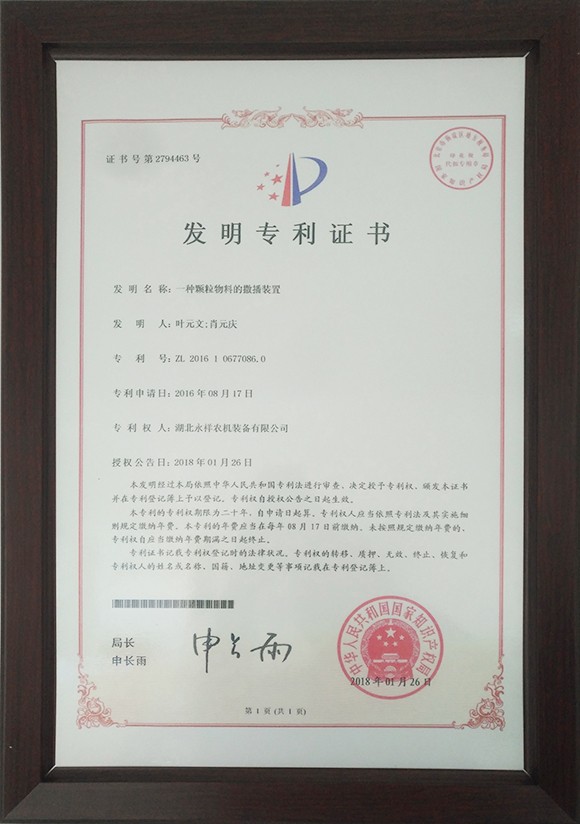 证书号第2794463号
发明专利证书
发明名称：一种颗粒物料的撒播装置
发明人：叶元文;肖元庆
专利号：ZL 2016 1 0677086.0
专利申请日：2016年08月17日
专利权人：湖北永祥农机装备有限公司
授权公告日：2018年01月26日
本发明经过本局依照中华人民共和国专利法进行审查，决定授予专利权，颁发本证书
并在专利登记簿上予以登记。专利权自授权公告之日起生效。
本专利的专利权期限为二十年，自申请日起算。专利权人应当依照专利法及其实施细
则规定缴纳年费。本专利的年费应当在每年08月17日前缴纳。未按照规定缴纳年费的，
专利权自应当缴纳年费期满之日起终止。
专利证书记载专利权登记时的法律状况。专利权的转移、质押、无效、终止、恢复和
专利权人的姓名或名称、国籍、地址变更等事项记载在专利登记簿上。
局长
申长雨
申长雨
中华人民共和国国家知识产权局
2018年01月26日
第1页(共1页)